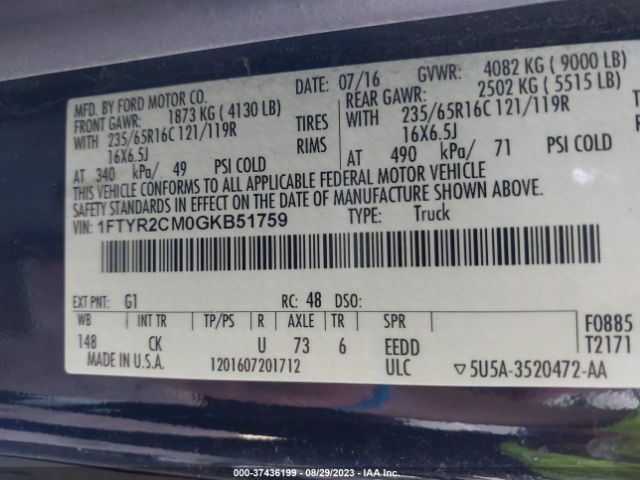 MFD. BY FORD MOTOR CO. DATE: 07/16 GVWR: 4082 KG ( 9000 LB)
FRONT GAWR: 1873 KG ( 4130 LB) REAR GAWR: 2502 KG ( 5515 LB)
WITH 235/65R16C 121/119R TIRES WITH 235/65R16C 121/119R
16X6.5J RIMS 16X6.5J
AT 340 kPa/ 49 PSI COLD AT 490 kPa/ 71 PSI COLD
THIS VEHICLE CONFORMS TO ALL APPLICABLE FEDERAL MOTOR VEHICLE
SAFETY STANDARDS IN EFFECT ON THE DATE OF MANUFACTURE SHOWN ABOVE.
VIN: 1FTYR2CM0GKB51759 TYPE: Truck
EXT PNT: G1 RC: 48 DSO:
WB INT TR TP/PS R AXLE TR SPR F0885
148 CK U 73 6 EEDD T2171
MADE IN U.S.A. 1201607201712 ULC ▽ 5U5A-3520472-AA
000-37436199 — 08/29/2023 — IAA Inc.